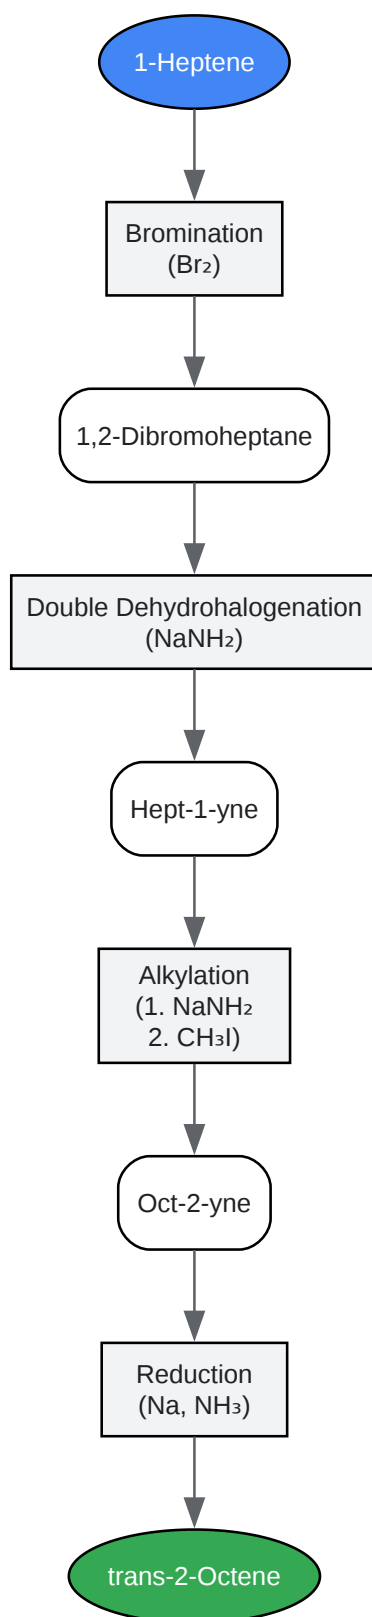 1-Heptene
Bromination
(Br₂)
1,2-Dibromoheptane
Double Dehydrohalogenation
(NaNH₂)
Hept-1-yne
Alkylation
(1. NaNH₂
2. CH₃I)
Oct-2-yne
Reduction
(Na, NH₃)
trans-2-Octene